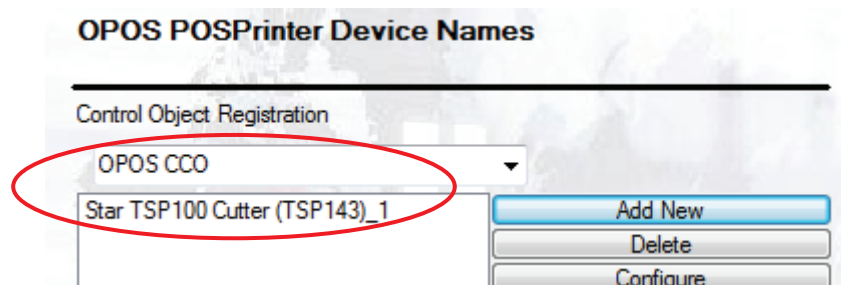 OPOS POSPrinter Device Names
Control Object Registration
OPOS CCO
Star TSP100 Cutter (TSP143)_1
Add New
Delete
Configure